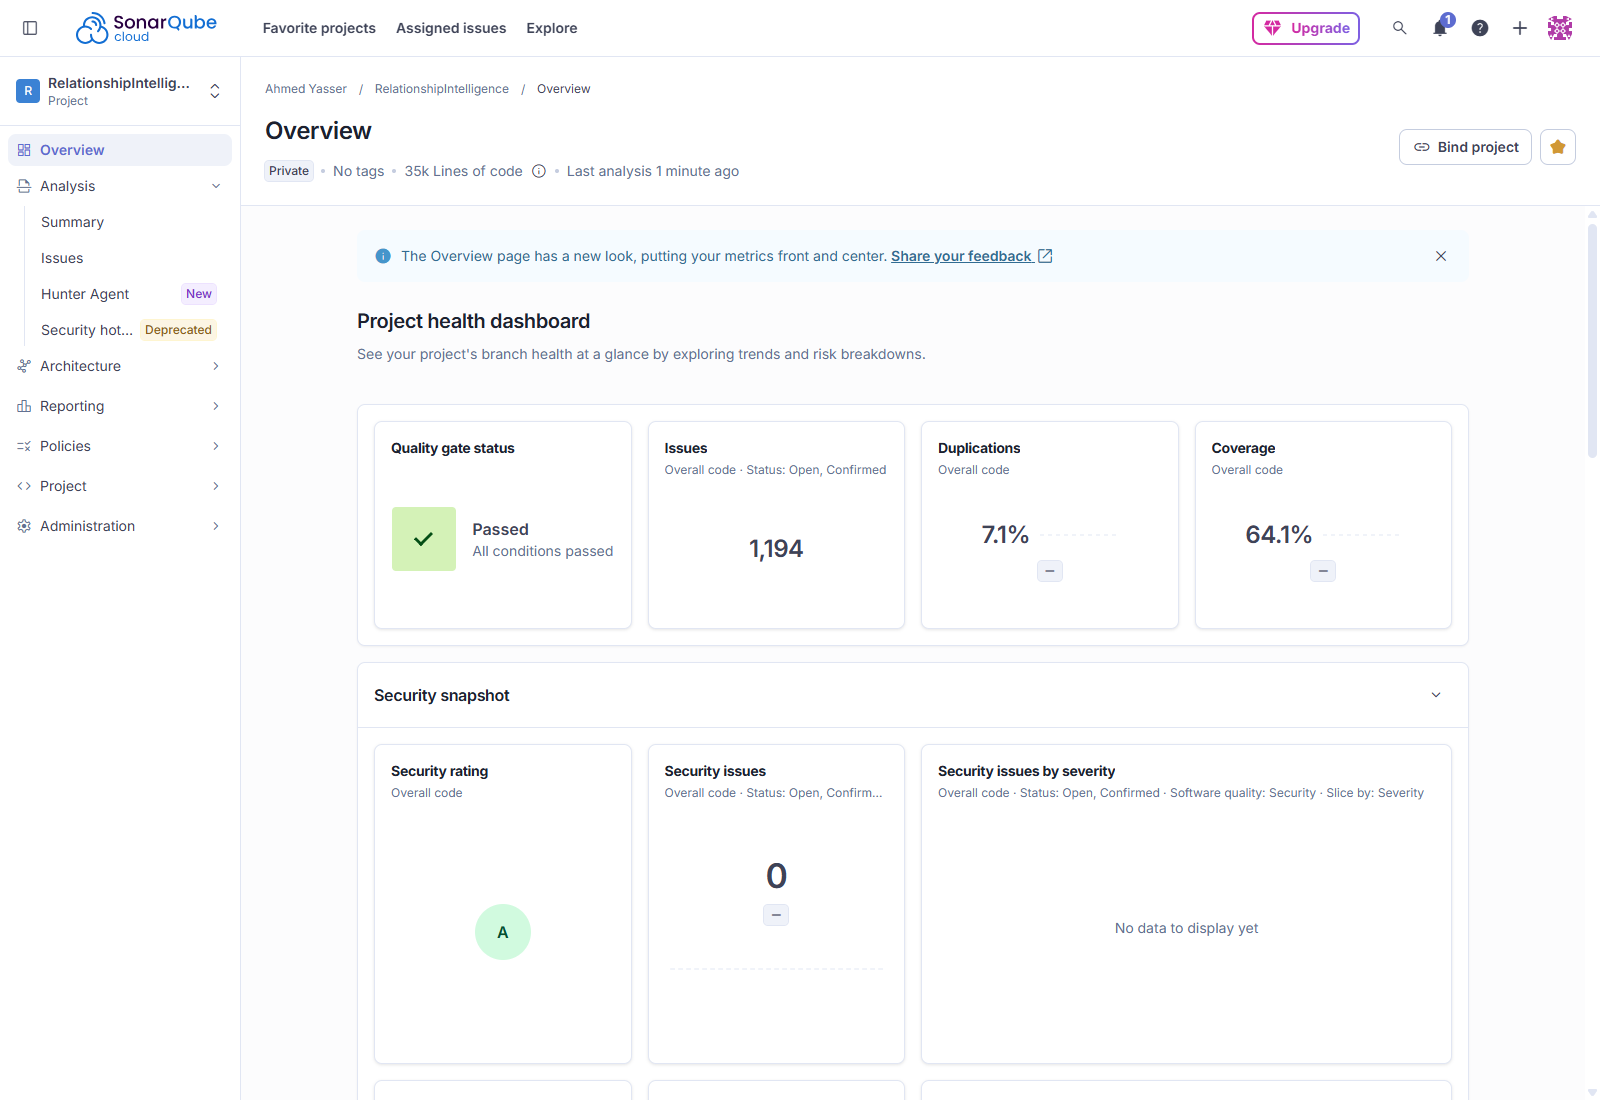 SonarQube cloud
Favorite projects
Assigned issues
Explore
Upgrade
1
R
RelationshipIntellig...
Project
Overview
Analysis
Summary
Issues
Hunter Agent New
Security hot... Deprecated
Architecture
Reporting
Policies
Project
Administration
Ahmed Yasser / RelationshipIntelligence / Overview
Overview
Private • No tags • 35k Lines of code • Last analysis 1 minute ago
Bind project
The Overview page has a new look, putting your metrics front and center. Share your feedback
Project health dashboard
See your project's branch health at a glance by exploring trends and risk breakdowns.
Quality gate status
Passed
All conditions passed
Issues
Overall code · Status: Open, Confirmed
1,194
Duplications
Overall code
7.1%
–
Coverage
Overall code
64.1%
–
Security snapshot
Security rating
Overall code
A
Security issues
Overall code · Status: Open, Confirm...
0
–
Security issues by severity
Overall code · Status: Open, Confirmed · Software quality: Security · Slice by: Severity
No data to display yet